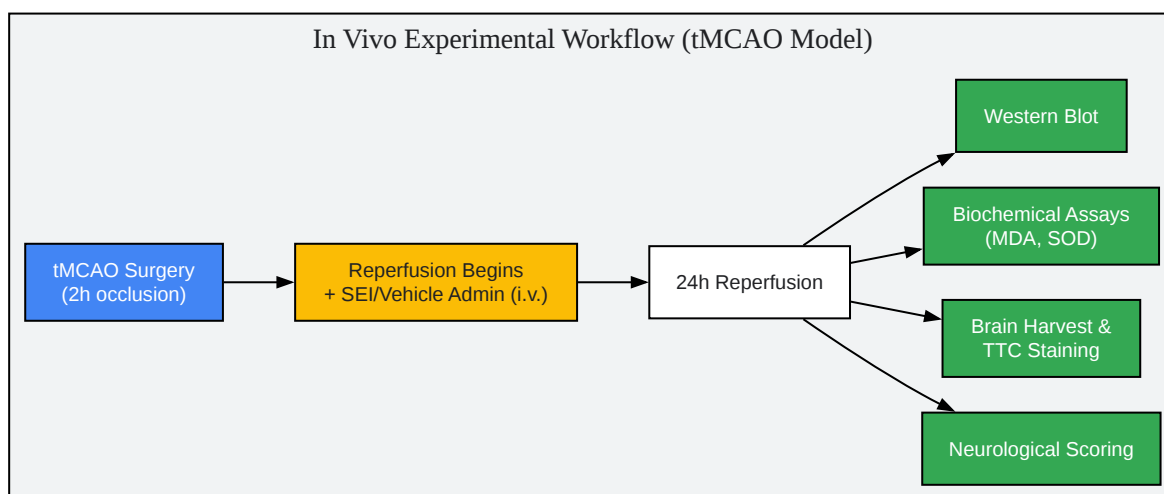 In Vivo Experimental Workflow (tMCAO Model)
tMCAO Surgery
(2h occlusion)
Reperfusion Begins
+ SEI/Vehicle Admin (i.v.)
24h Reperfusion
Western Blot
Biochemical Assays
(MDA, SOD)
Brain Harvest &
TTC Staining
Neurological Scoring